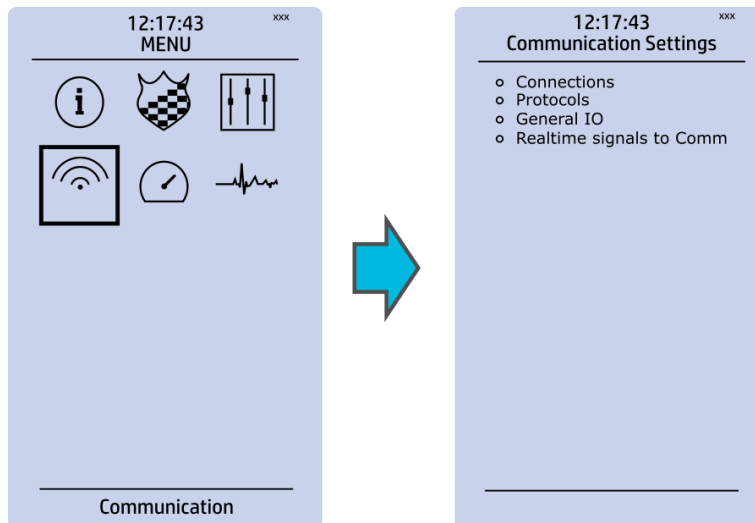 12:17:43
xxx
MENU
i
Communication
12:17:43
xxx
Communication Settings
Connections
Protocols
General IO
Realtime signals to Comm